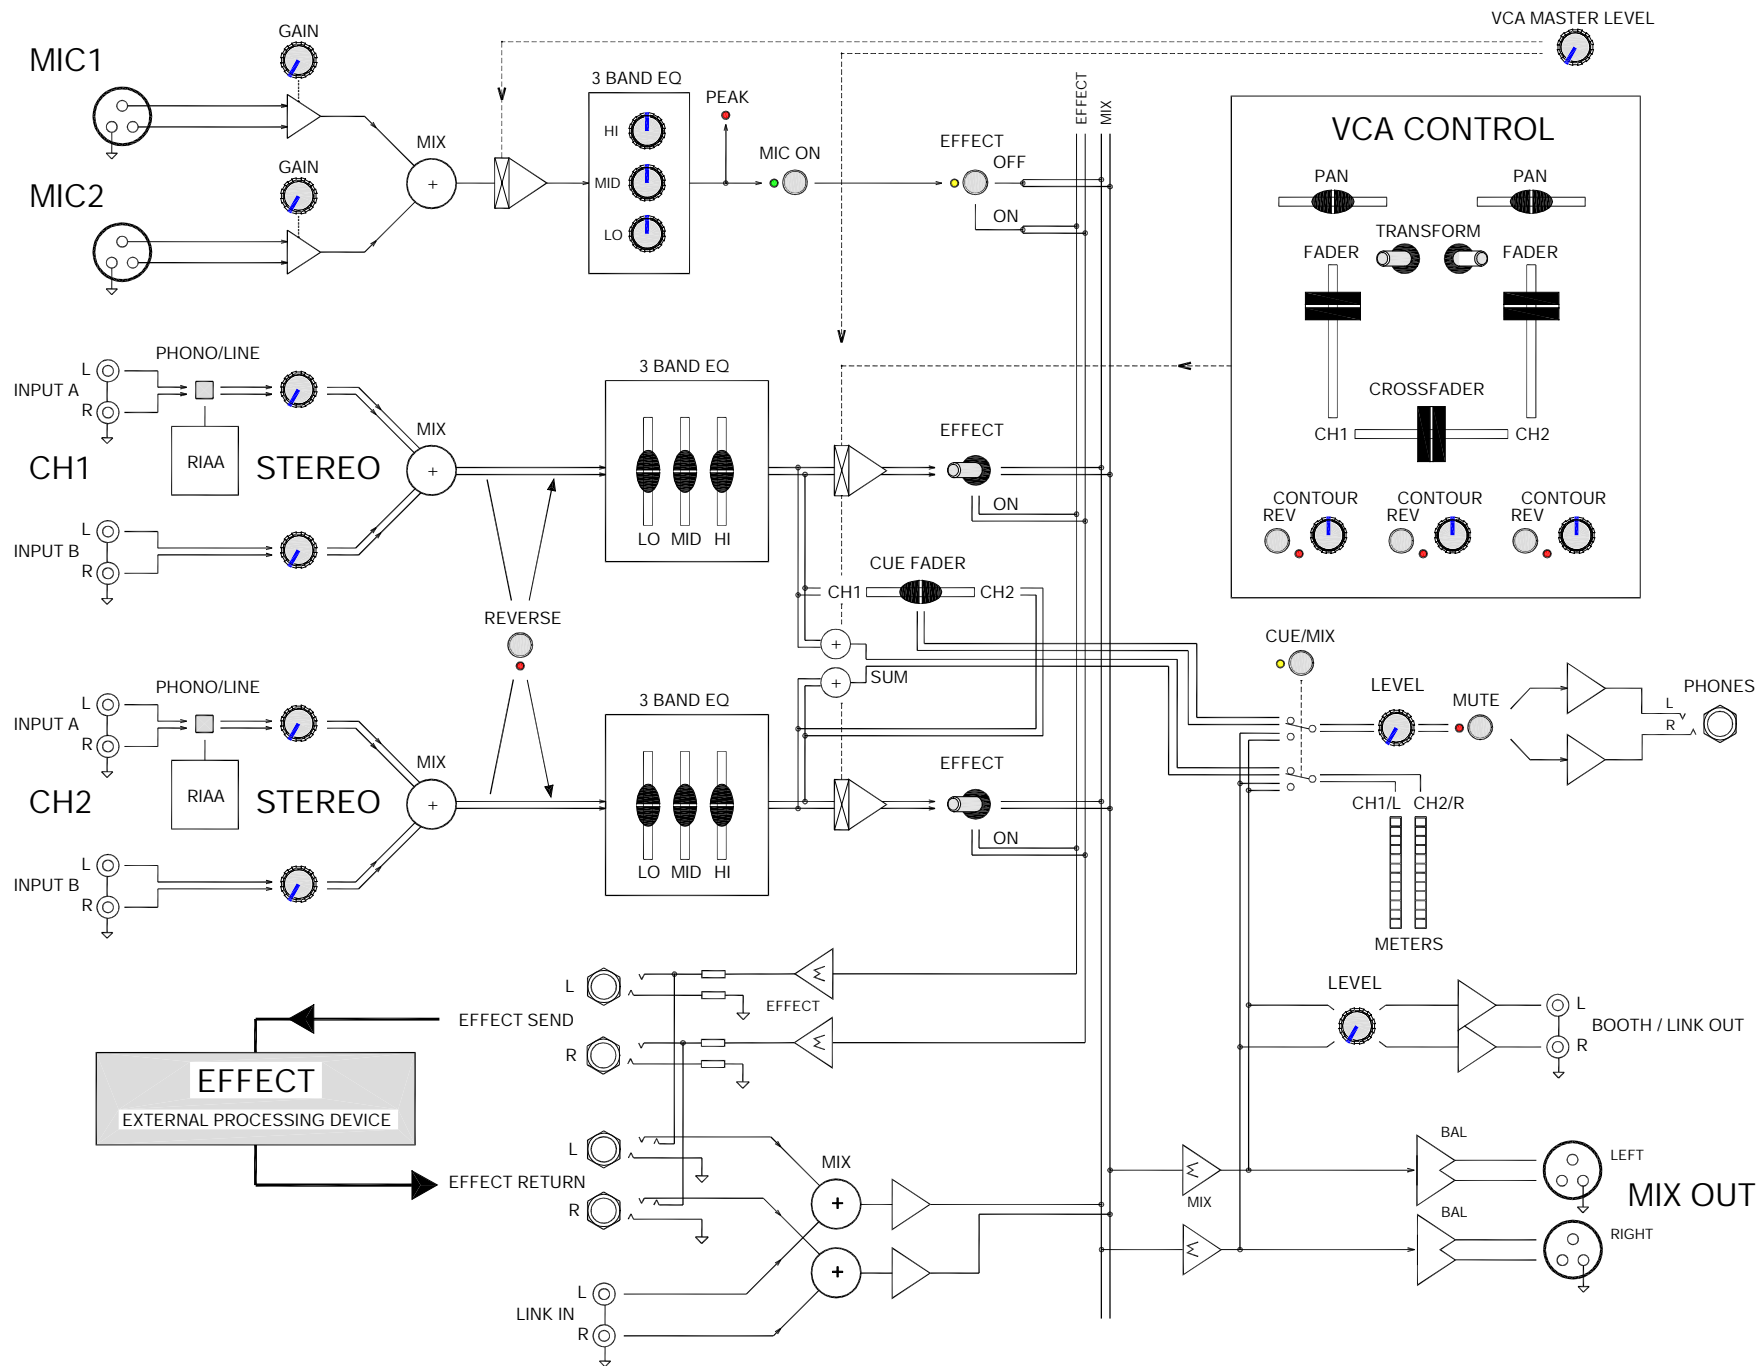 VCA MASTER LEVEL
MIC1
GAIN
3 BAND EQ
HI
MID
LO
PEAK
MIC ON
EFFECT
OFF
ON
EFFECT
MIX
MIX
+
MIC2
GAIN
VCA CONTROL
PAN
PAN
TRANSFORM
FADER
FADER
CROSSFADER
CH1
CH2
CONTOUR
REV
CONTOUR
REV
CONTOUR
REV
L
INPUT A
R
PHONO/LINE
RIAA
CH1
STEREO
MIX
+
L
INPUT B
R
3 BAND EQ
LO MID HI
EFFECT
ON
CUE FADER
CH1
CH2
REVERSE
+
+
SUM
L
INPUT A
R
PHONO/LINE
RIAA
CH2
STEREO
MIX
+
L
INPUT B
R
3 BAND EQ
LO MID HI
EFFECT
ON
CUE/MIX
LEVEL
MUTE
PHONES
L
R
CH1/L CH2/R
METERS
LEVEL
L
BOOTH / LINK OUT
R
L
EFFECT
Σ
EFFECT SEND
R
Σ
EFFECT
EXTERNAL PROCESSING DEVICE
L
EFFECT RETURN
R
MIX
+
+
L
LINK IN
R
Σ
MIX
Σ
BAL
LEFT
MIX OUT
BAL
RIGHT